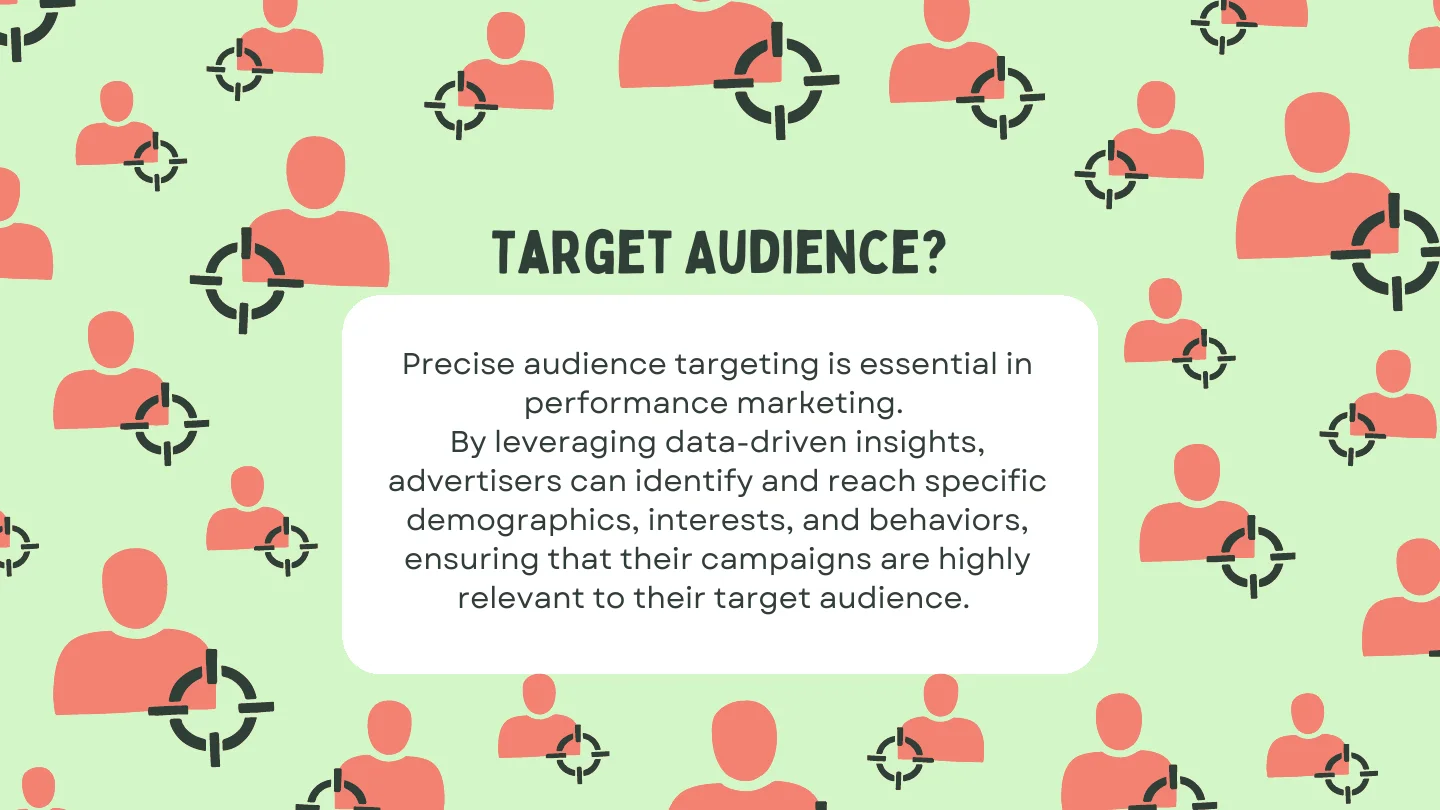 TARGET AUDIENCE?
Precise audience targeting is essential in
performance marketing.
By leveraging data-driven insights,
advertisers can identify and reach specific
demographics, interests, and behaviors,
ensuring that their campaigns are highly
relevant to their target audience.